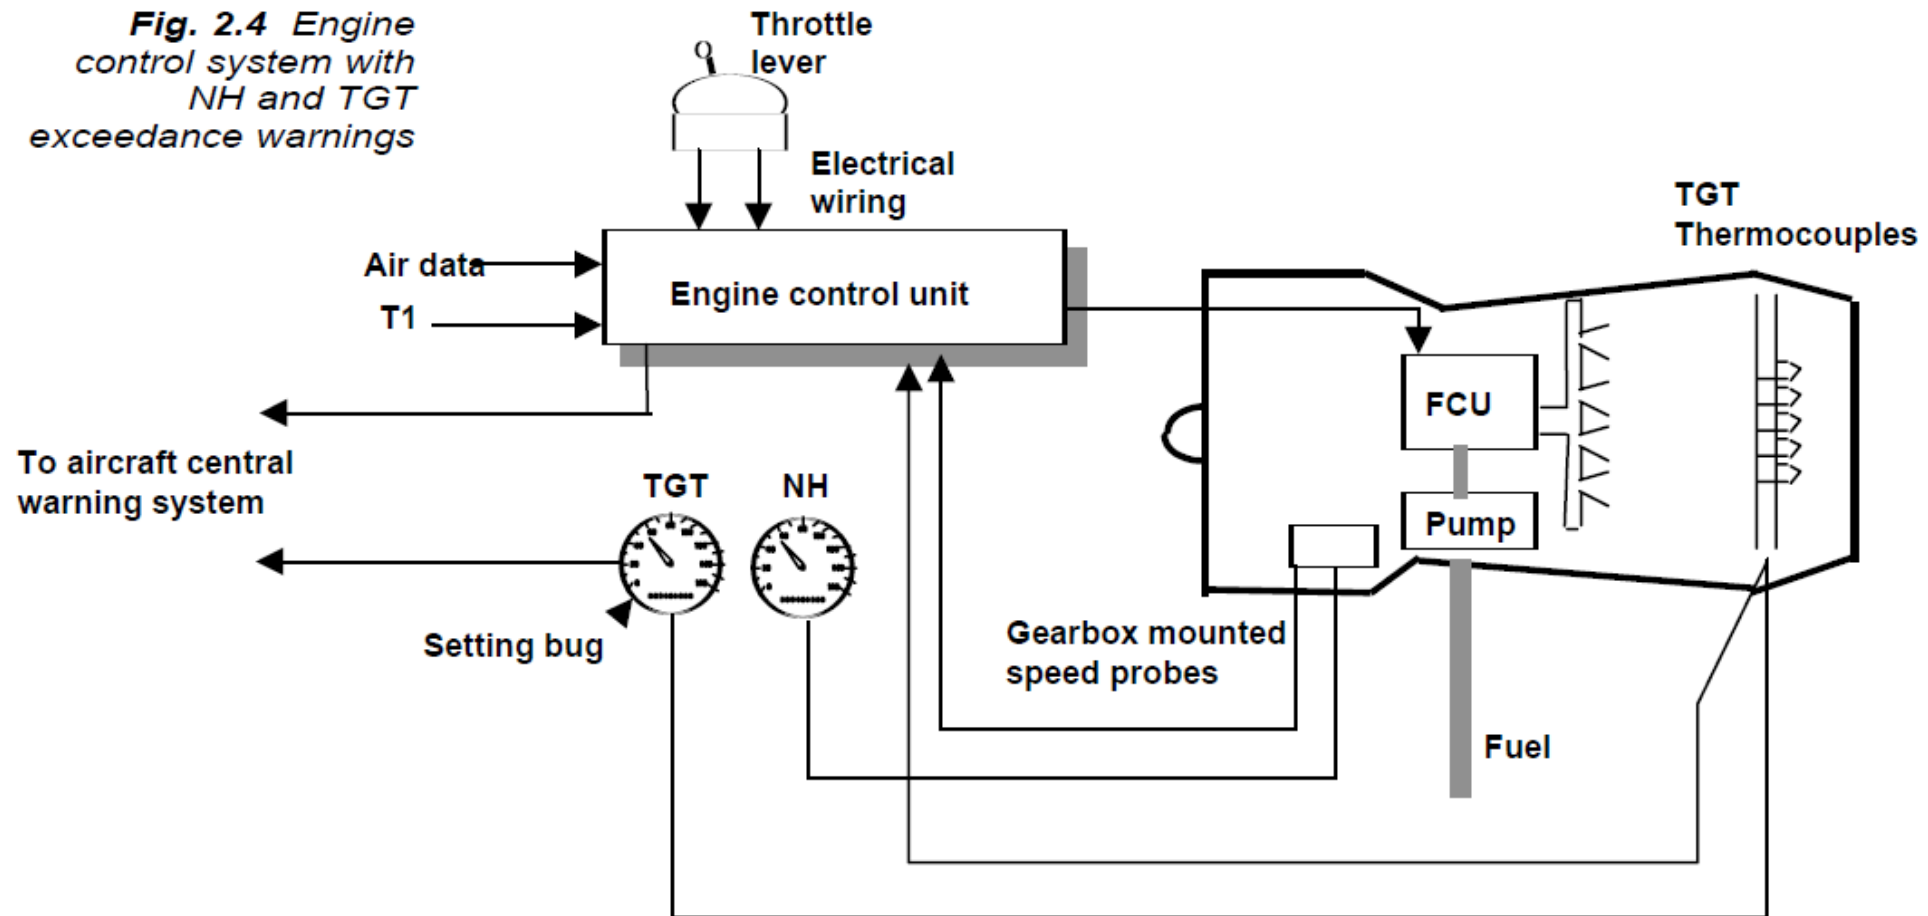 Fig. 2.4 Engine
control system with
NH and TGT
exceedance warnings
Throttle
lever
Electrical
wiring
TGT
Thermocouples
Air data
T1
Engine control unit
FCU
Pump
To aircraft central
warning system
TGT
NH
Setting bug
Gearbox mounted
speed probes
Fuel